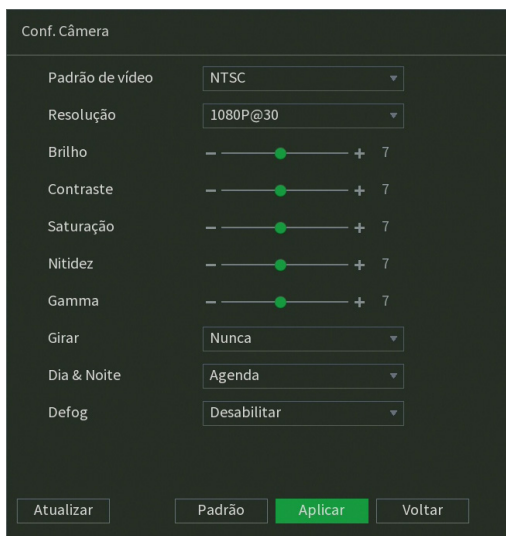 Conf. Câmera
Padrão de vídeo NTSC
Resolução 1080P@30
Brilho 7
Contraste 7
Saturação 7
Nitidez 7
Gamma 7
Girar Nunca
Dia & Noite Agenda
Defog Desabilitar
Atualizar Padrão Aplicar Voltar